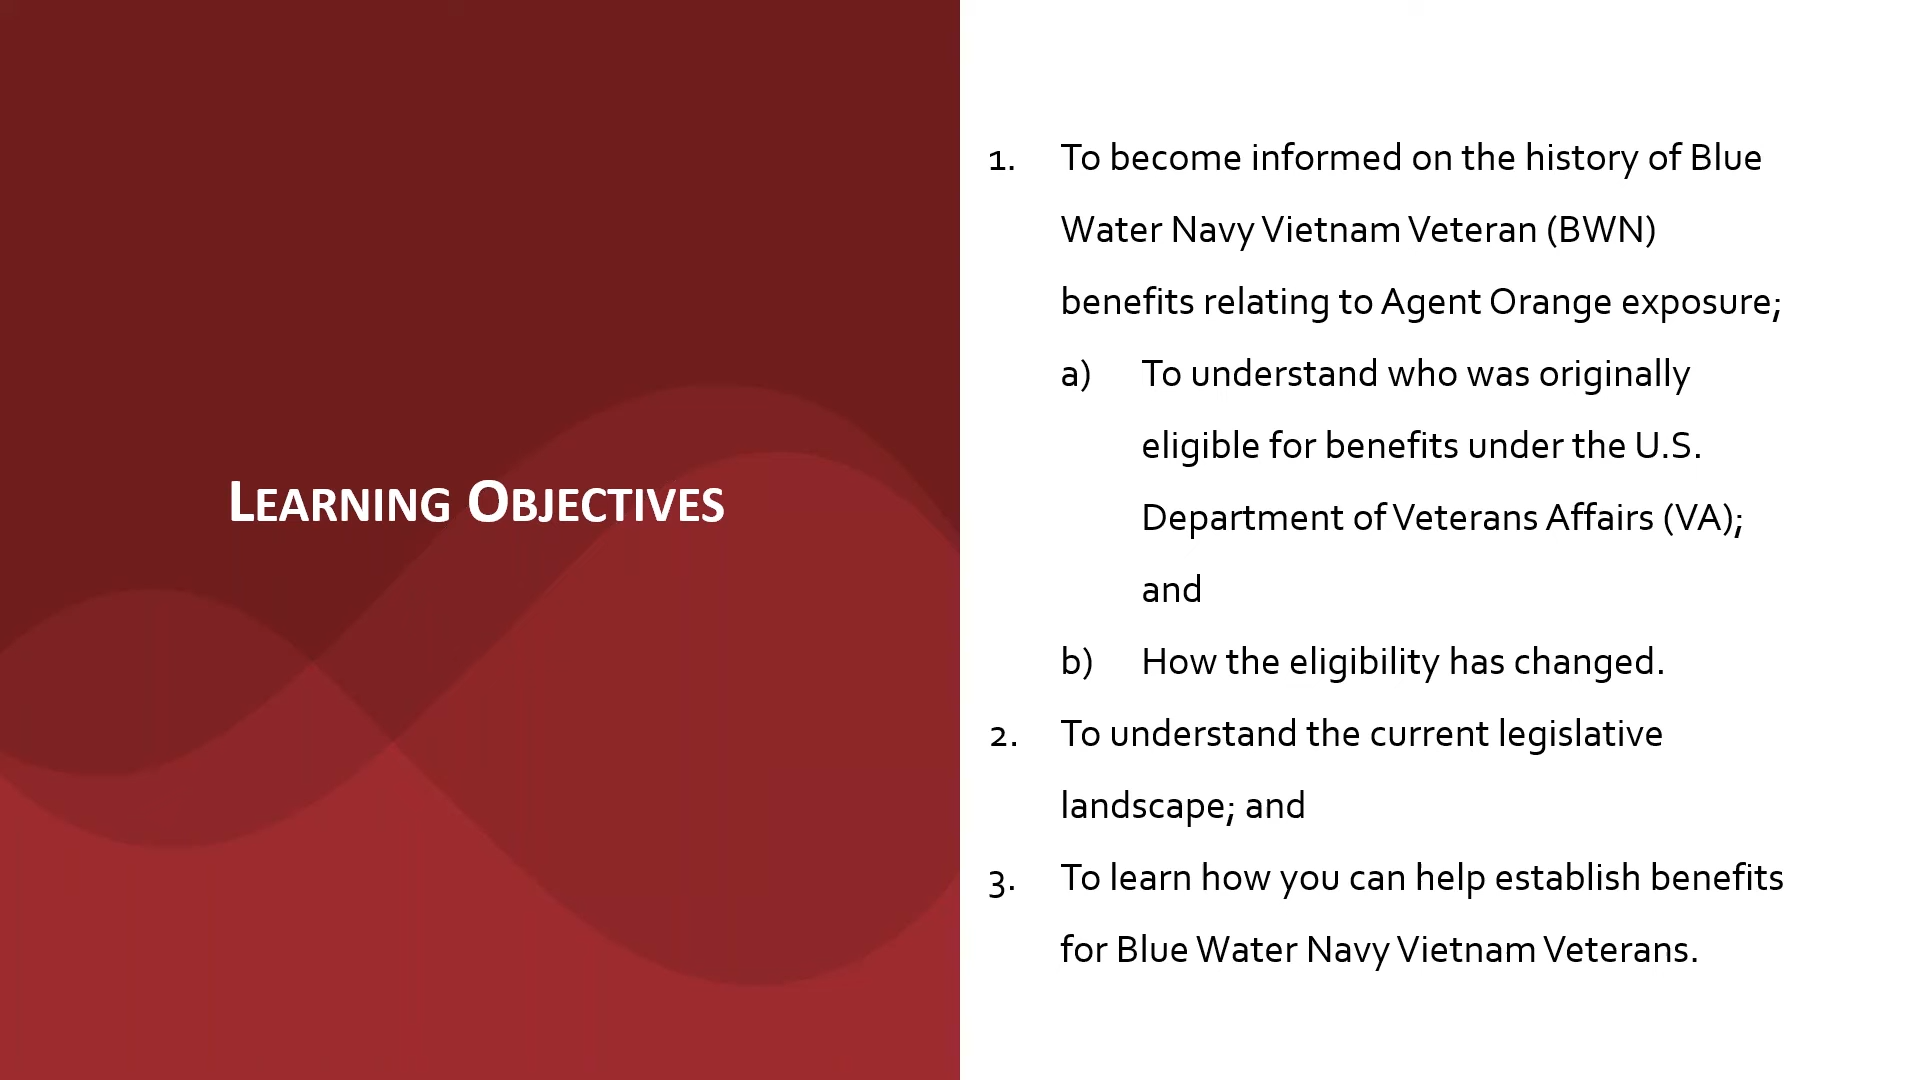 LEARNING OBJECTIVES
1. To become informed on the history of Blue
Water Navy Vietnam Veteran (BWN)
benefits relating to Agent Orange exposure;
a) To understand who was originally
eligible for benefits under the U.S.
Department of Veterans Affairs (VA);
and
b) How the eligibility has changed.
2. To understand the current legislative
landscape; and
3. To learn how you can help establish benefits
for Blue Water Navy Vietnam Veterans.